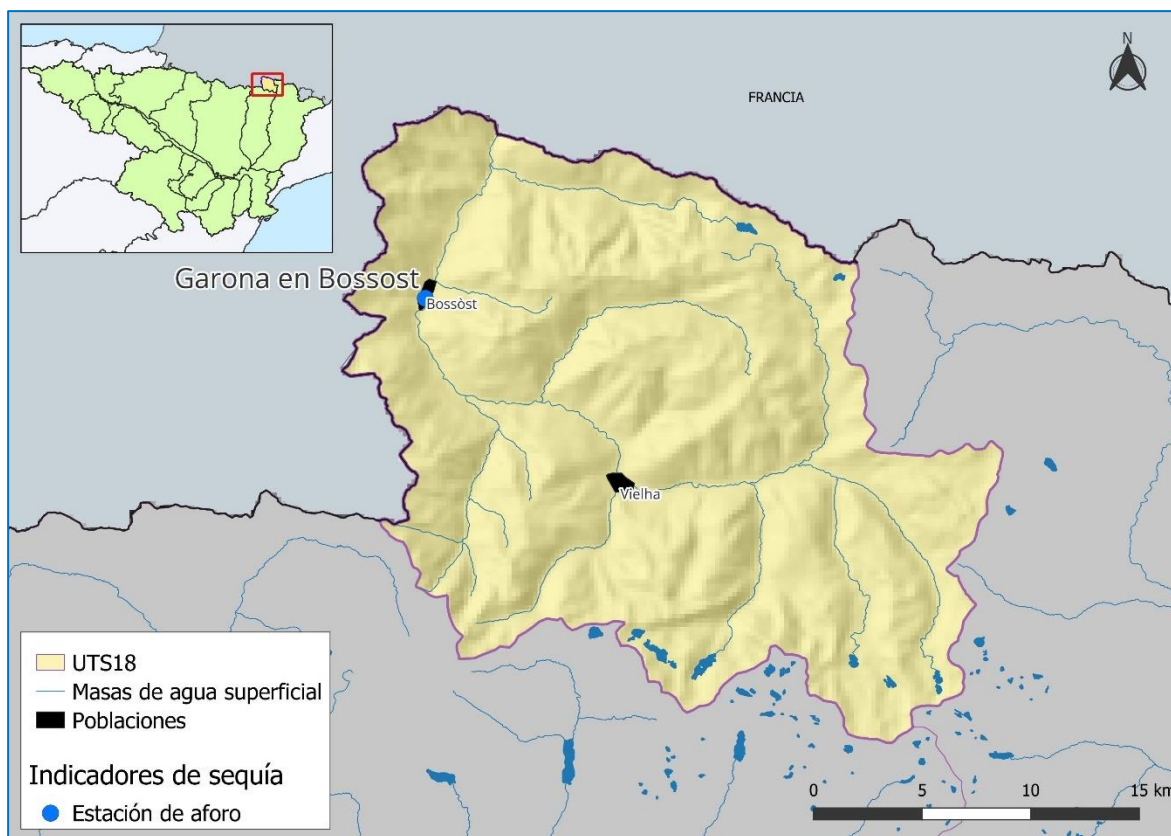 N
FRANCIA
Garona en Bossost
Bossòst
Vielha
UTS18
Masas de agua superficial
Poblaciones
Indicadores de sequía
Estación de aforo
0 5 10 15 km